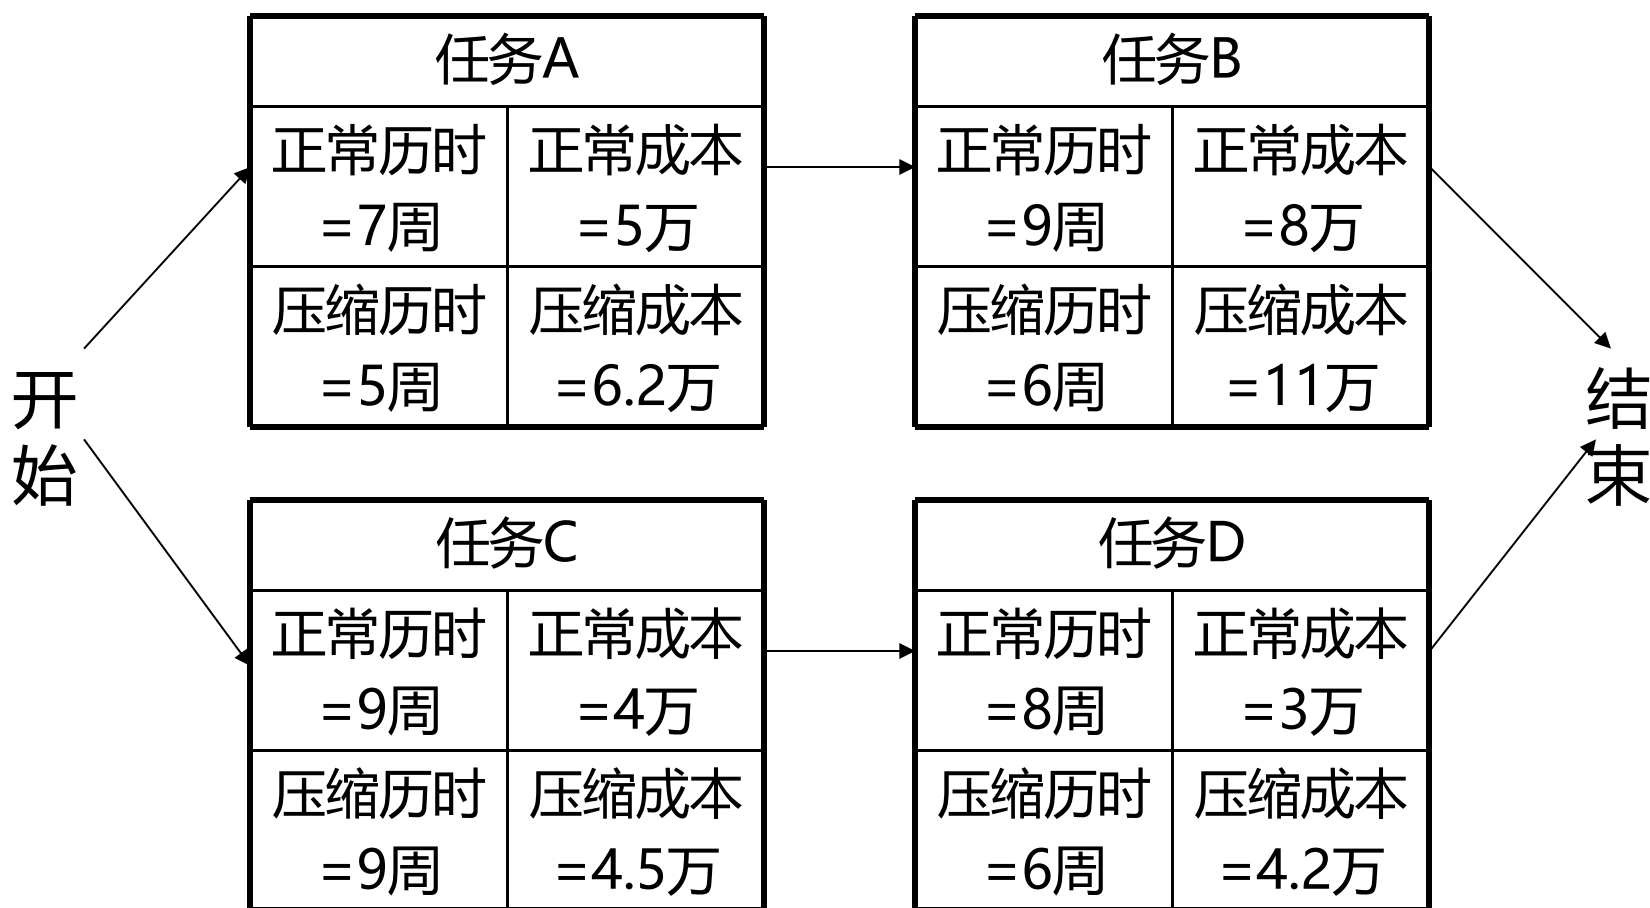 任务A
正常历时
=7周
正常成本
=5万
压缩历时
=5周
压缩成本
=6.2万
任务B
正常历时
=9周
正常成本
=8万
压缩历时
=6周
压缩成本
=11万
开
始
结
束
任务C
正常历时
=9周
正常成本
=4万
压缩历时
=9周
压缩成本
=4.5万
任务D
正常历时
=8周
正常成本
=3万
压缩历时
=6周
压缩成本
=4.2万